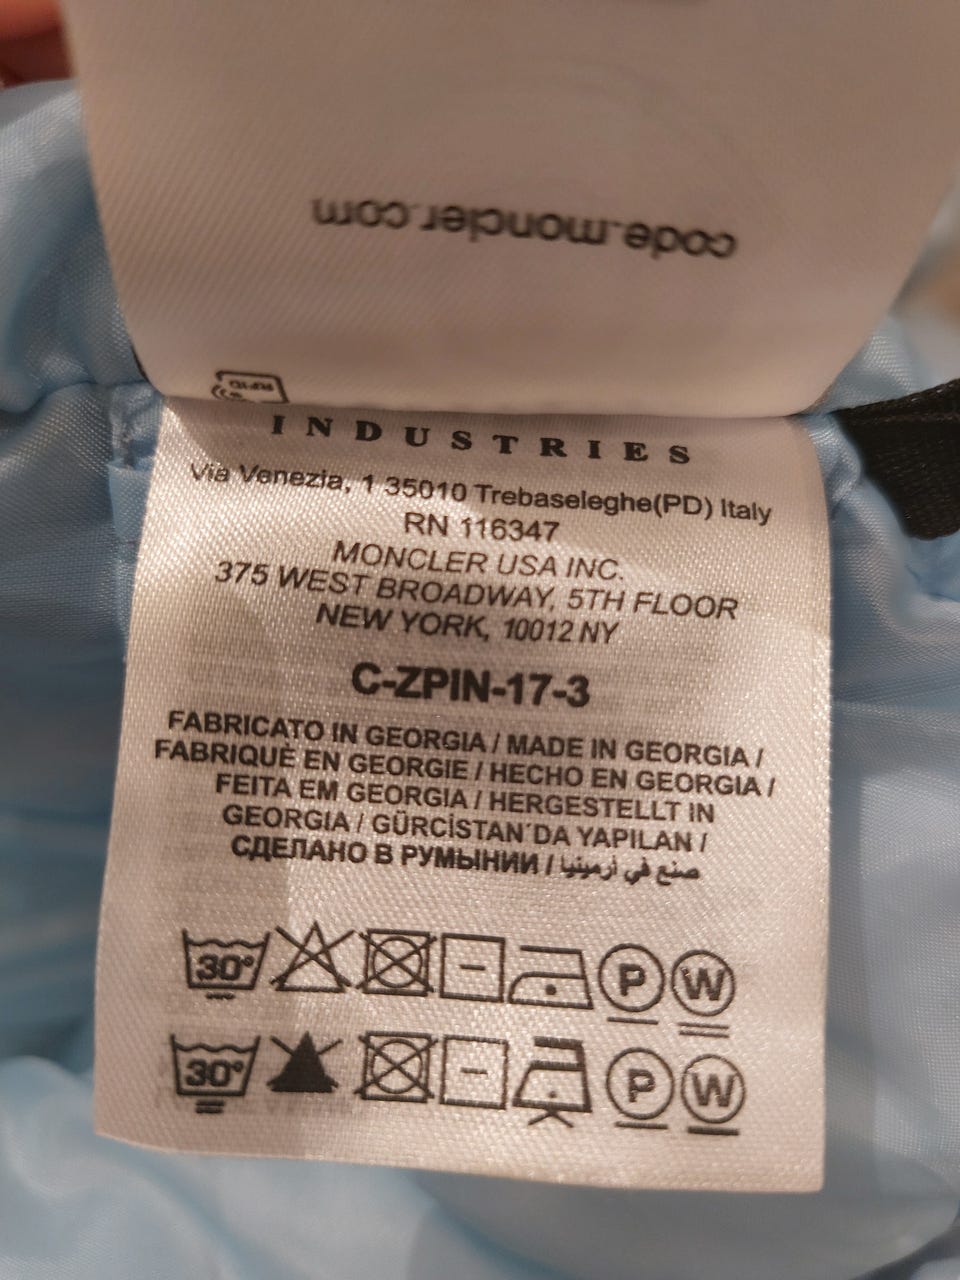 code.moncler.com
RFID
INDUSTRIES
Via Venezia, 1 35010 Trebaseleghe(PD) Italy
RN 116347
MONCLER USA INC.
375 WEST BROADWAY, 5TH FLOOR
NEW YORK, 10012 NY
C-ZPIN-17-3
FABRICATO IN GEORGIA / MADE IN GEORGIA /
FABRIQUÉ EN GEORGIE / HECHO EN GEORGIA /
FEITA EM GEORGIA / HERGESTELLT IN
GEORGIA / GÜRCİSTAN´DA YAPILAN /
СДЕЛАНО В РУМЫНИИ / صنع في أرمينيا
30° P W
30° P W